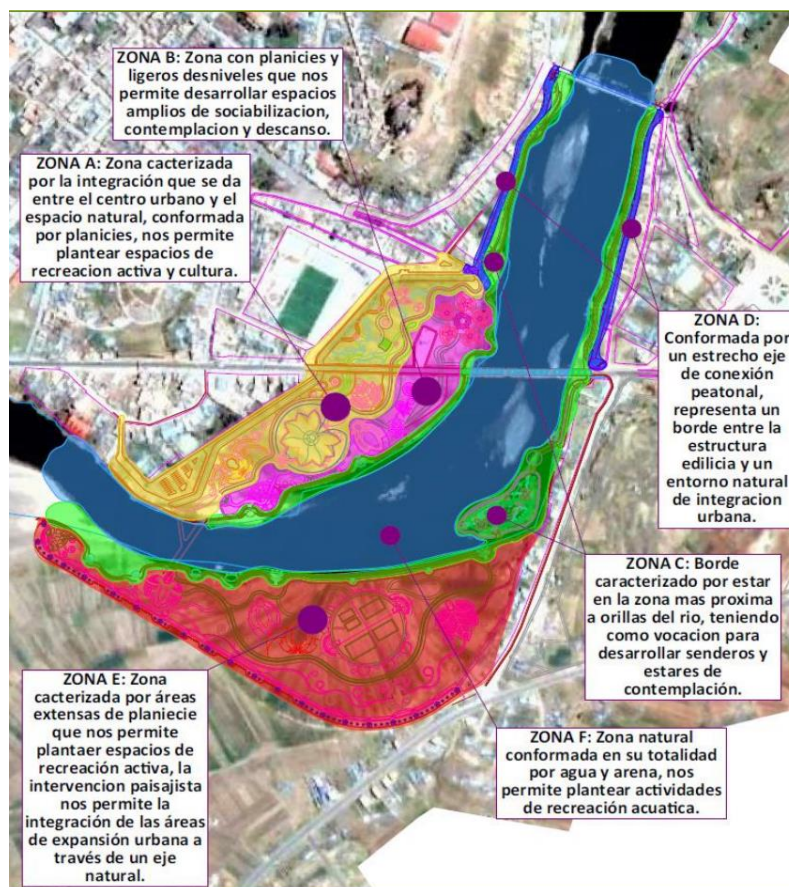 ZONA B: Zona con planicies y
ligeros desniveles que nos
permite desarrollar espacios
amplios de sociabilizacion,
contemplacion y descanso.
ZONA A: Zona cacterizada
por la integración que se da
entre el centro urbano y el
espacio natural, conformada
por planicies, nos permite
plantear espacios de
recreacion activa y cultura.
ZONA D:
Conformada por
un estrecho eje
de conexión
peatonal,
representa un
borde entre la
estructura
edilicia y un
entorno natural
de integracion
urbana.
ZONA C: Borde
caracterizado por estar
en la zona mas proxima
a orillas del rio, teniendo
como vocacion para
desarrollar senderos y
estares de
contemplación.
ZONA E: Zona
cacterizada por áreas
extensas de planiecie
que nos permite
plantaer espacios de
recreación activa, la
intervencion paisajista
nos permite la
integración de las áreas
de expansión urbana a
través de un eje
natural.
ZONA F: Zona natural
conformada en su totalidad
por agua y arena, nos
permite plantear actividades
de recreación acuatica.